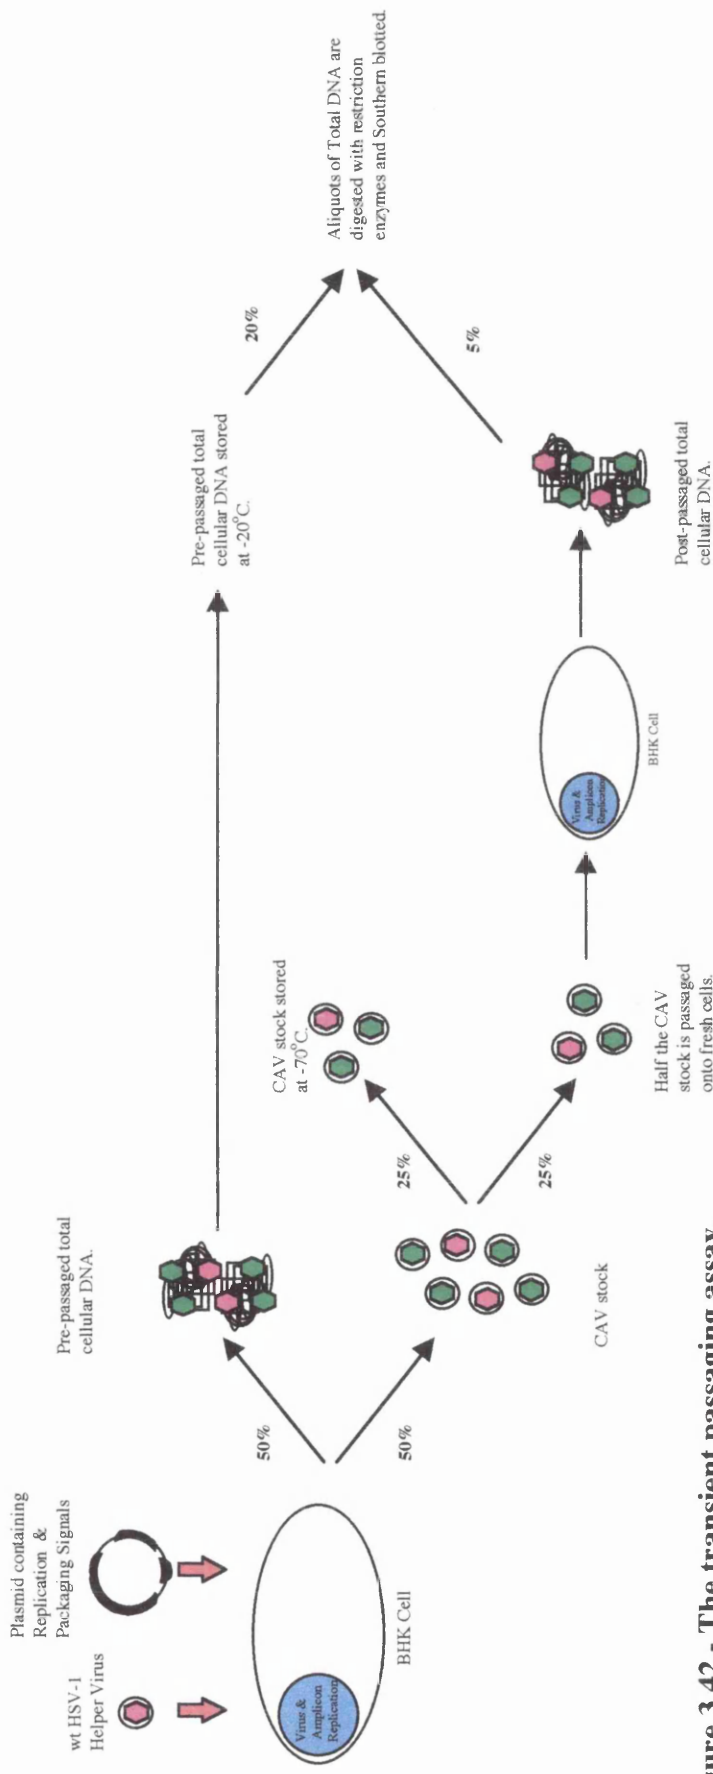 wt HSV-1
Helper Virus
Plasmid containing
Replication &
Packaging Signals
Virus &
Amplicon
Replication
BHK Cell
50%
50%
Pre-passaged total
cellular DNA.
CAV stock
25%
25%
CAV stock stored
at -70°C.
Half the CAV
stock is passaged
onto fresh cells.
Virus &
Amplicon
Replication
BHK Cell
Pre-passaged total
cellular DNA stored
at -20°C.
Post-passaged total
cellular DNA.
20%
5%
Aliquots of Total DNA are
digested with restriction
enzymes and Southern blotted.
ure 3.42 - The transient passaging assay